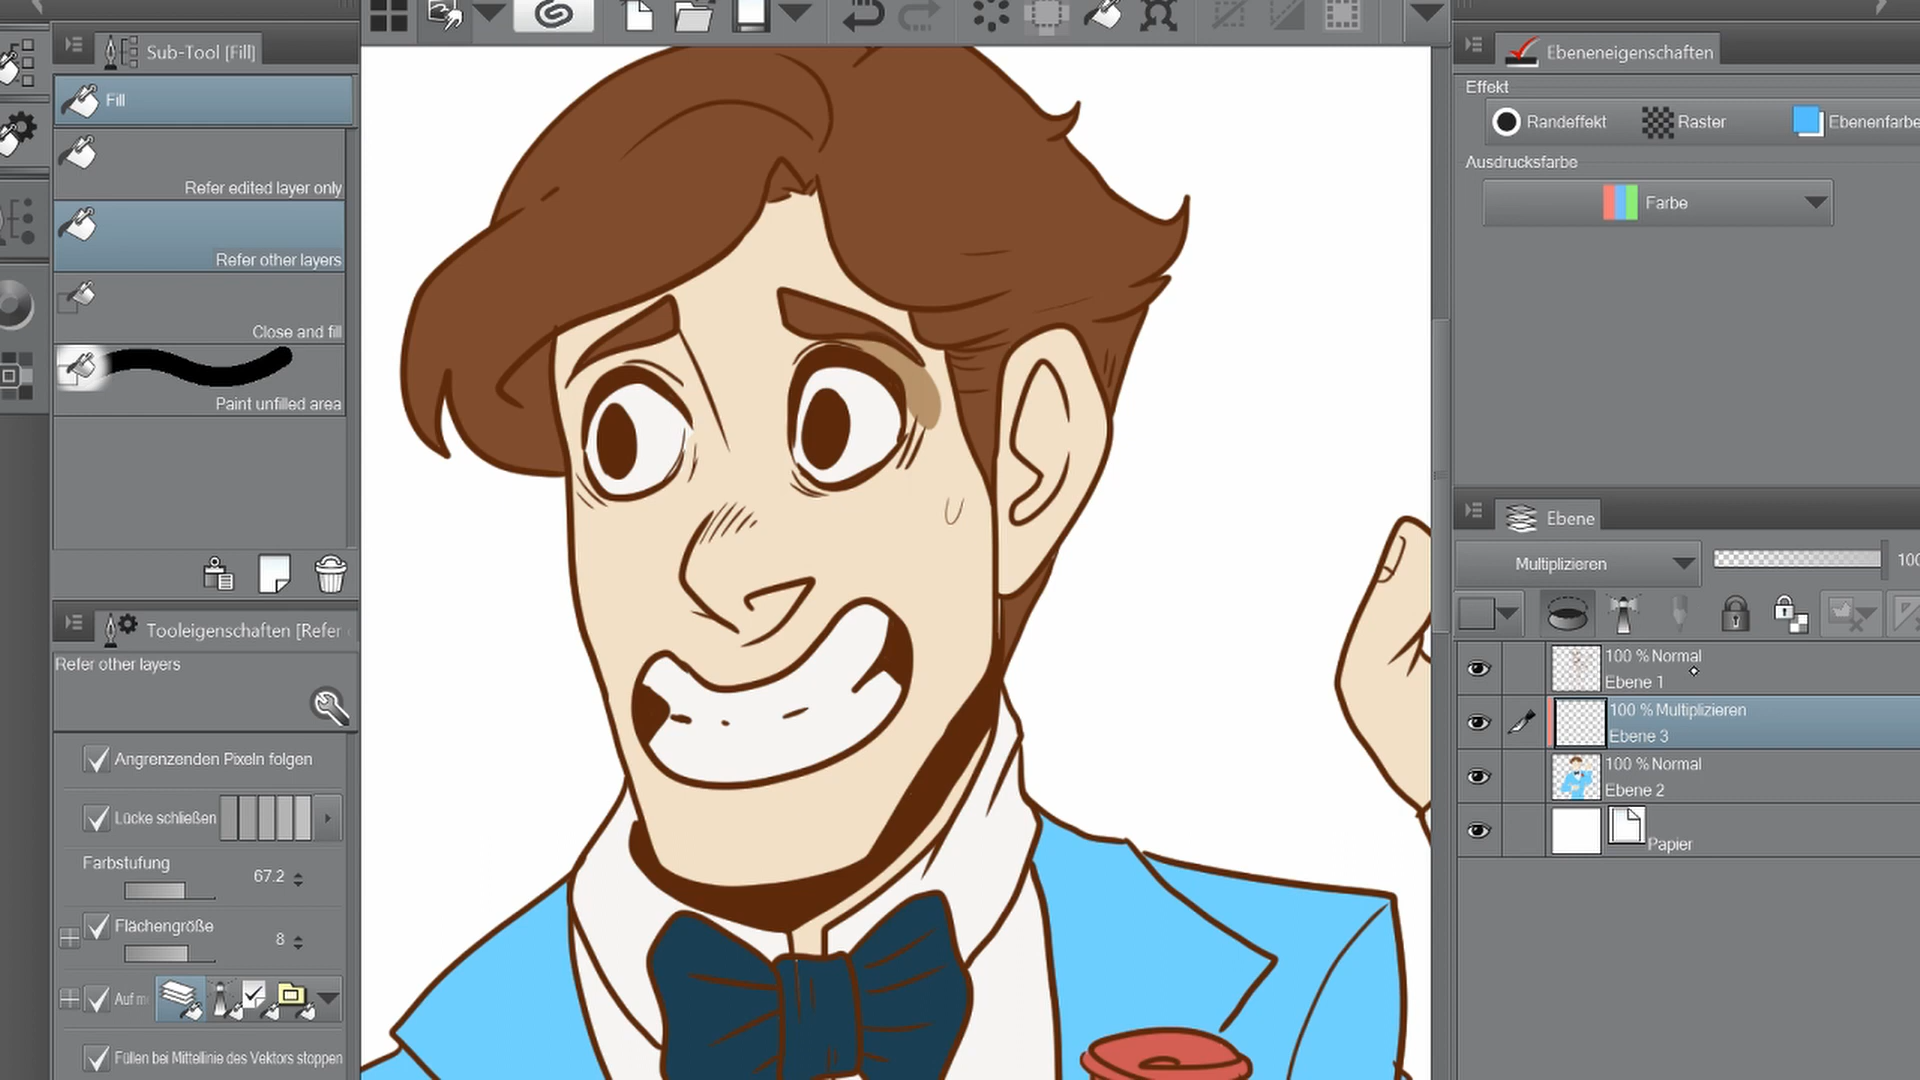 Sub-Tool [Fill]
Fill
Refer edited layer only
Refer other layers
Close and fill
Paint unfilled area
Tooleigenschaften [Refer
Refer other layers
Angrenzenden Pixeln folgen
Lücke schließen
Farbstufung
67.2
Flächengröße
8
Auf
Füllen bei Mittellinie des Vektors stoppen
Ebeneneigenschaften
Effekt
Randeffekt
Raster
Ebenenfarbe
Ausdrucksfarbe
Farbe
Ebene
Multiplizieren
100
100 % Normal
Ebene 1
100 % Multiplizieren
Ebene 3
100 % Normal
Ebene 2
Papier